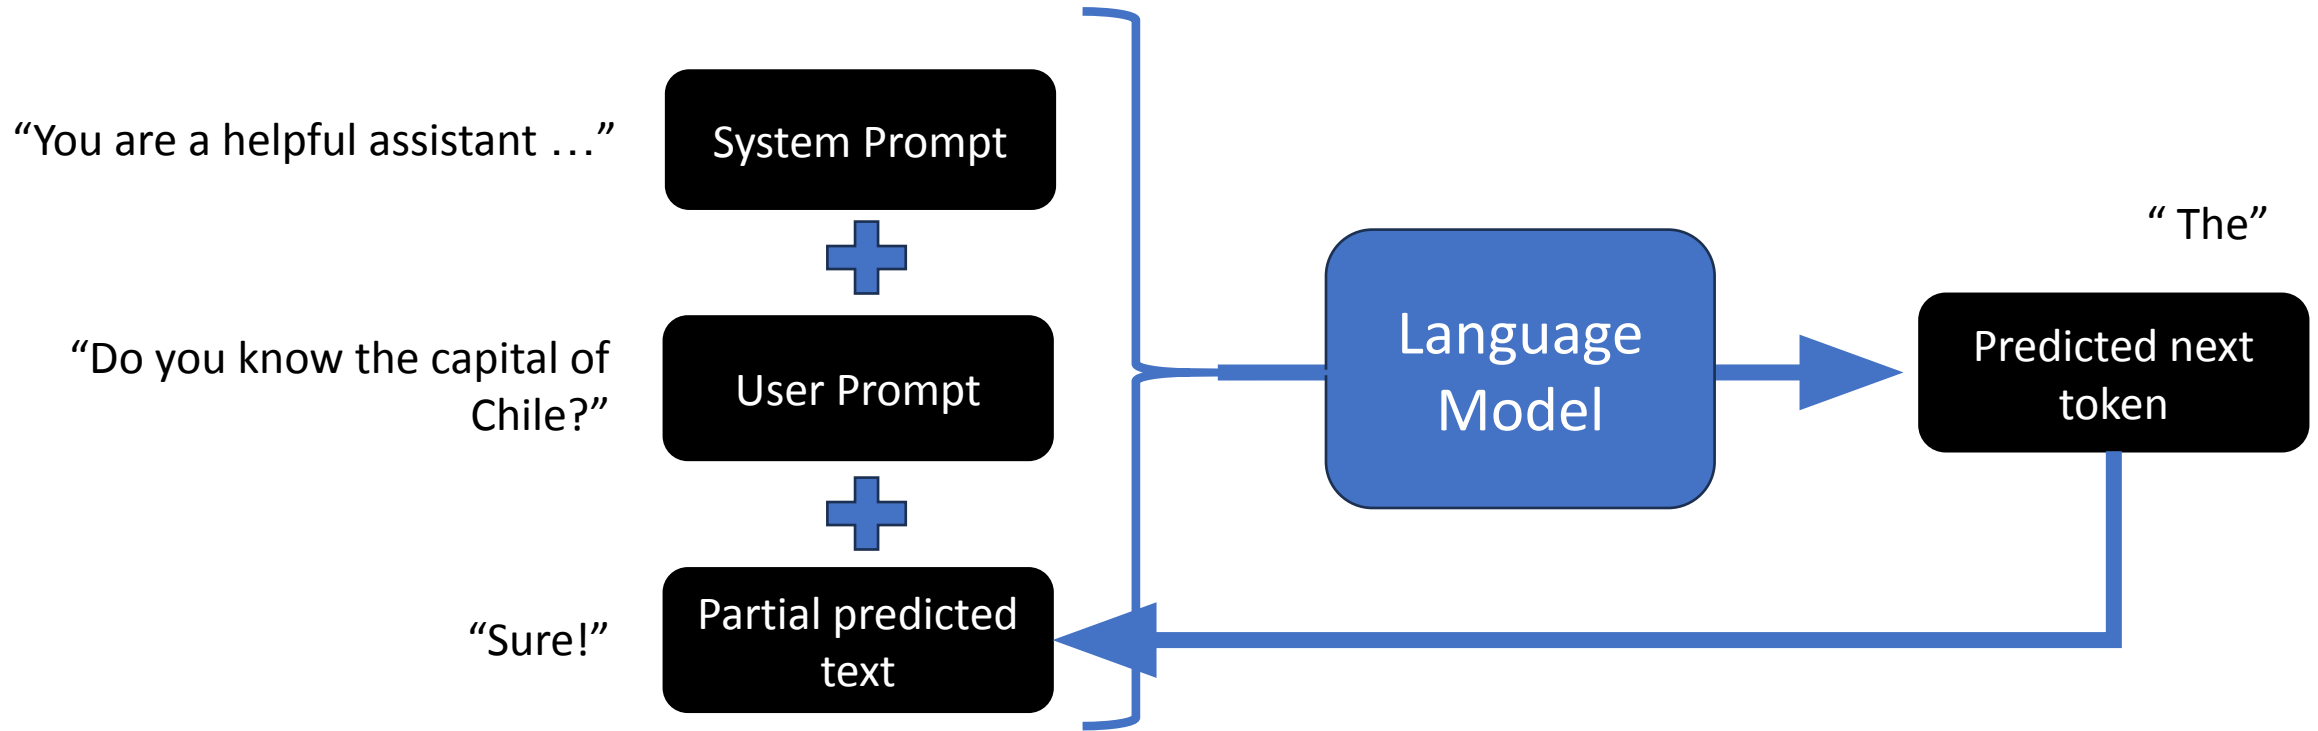 “You are a helpful assistant …”
System Prompt
“Do you know the capital of
Chile?”
User Prompt
“Sure!”
Partial predicted
text
Language
Model
“ The”
Predicted next
token